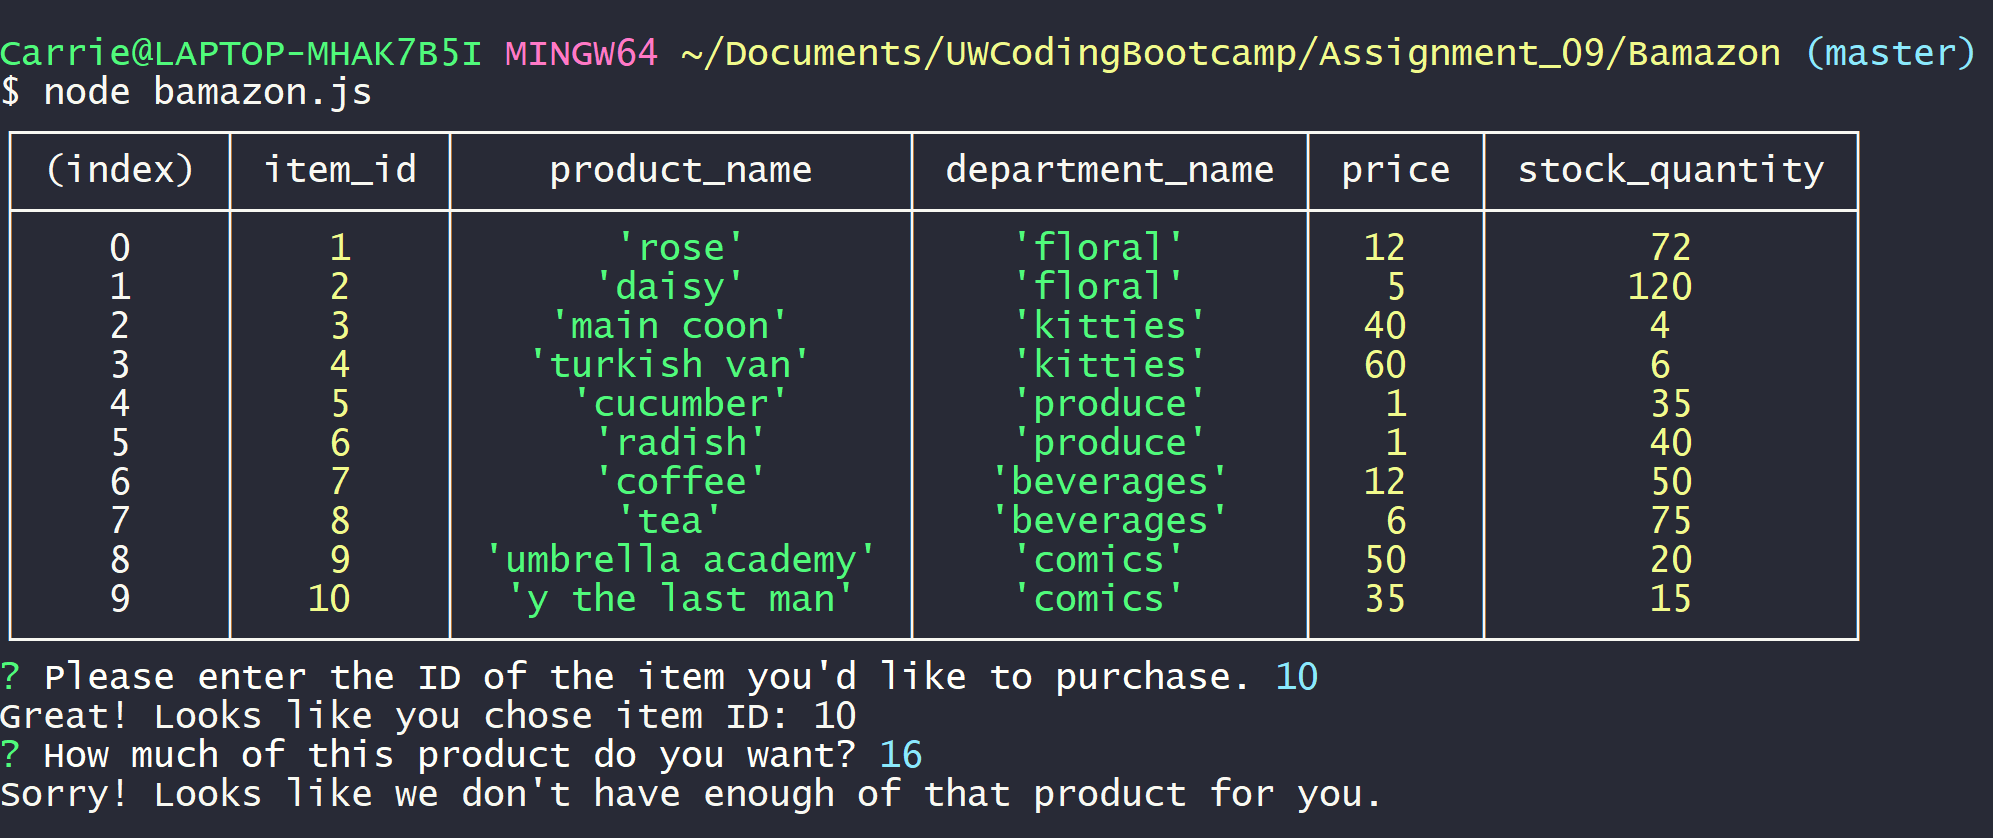 Carrie@LAPTOP-MHAK7B5I MINGW64 ~/Documents/UWCodingBootcamp/Assignment_09/Bamazon (master)
$ node bamazon.js
(index) item_id product_name department_name price stock_quantity
0 1 'rose' 'floral' 12 72
1 2 'daisy' 'floral' 5 120
2 3 'main coon' 'kitties' 40 4
3 4 'turkish van' 'kitties' 60 6
4 5 'cucumber' 'produce' 1 35
5 6 'radish' 'produce' 1 40
6 7 'coffee' 'beverages' 12 50
7 8 'tea' 'beverages' 6 75
8 9 'umbrella academy' 'comics' 50 20
9 10 'y the last man' 'comics' 35 15
? Please enter the ID of the item you'd like to purchase. 10
Great! Looks like you chose item ID: 10
? How much of this product do you want? 16
Sorry! Looks like we don't have enough of that product for you.